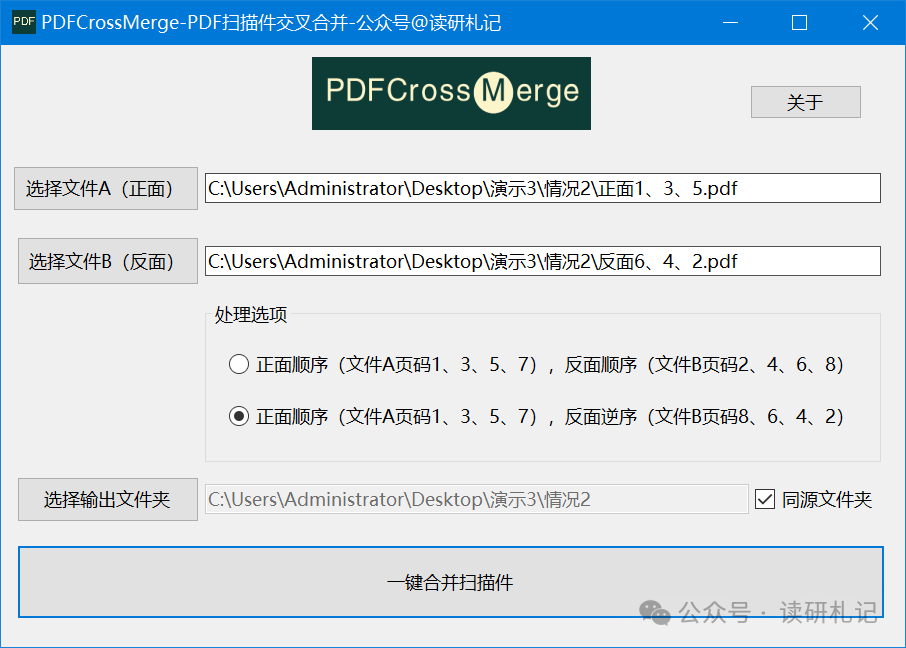 PDF PDFCrossMerge-PDF扫描件交叉合并-公众号@读研札记
PDFCrossMerge
关于
选择文件A（正面） C:\Users\Administrator\Desktop\演示3\情况2\正面1、3、5.pdf
选择文件B（反面） C:\Users\Administrator\Desktop\演示3\情况2\反面6、4、2.pdf
处理选项
正面顺序（文件A页码1、3、5、7），反面顺序（文件B页码2、4、6、8）
正面顺序（文件A页码1、3、5、7），反面逆序（文件B页码8、6、4、2）
选择输出文件夹 C:\Users\Administrator\Desktop\演示3\情况2 同源文件夹
一键合并扫描件
公众号 · 读研札记